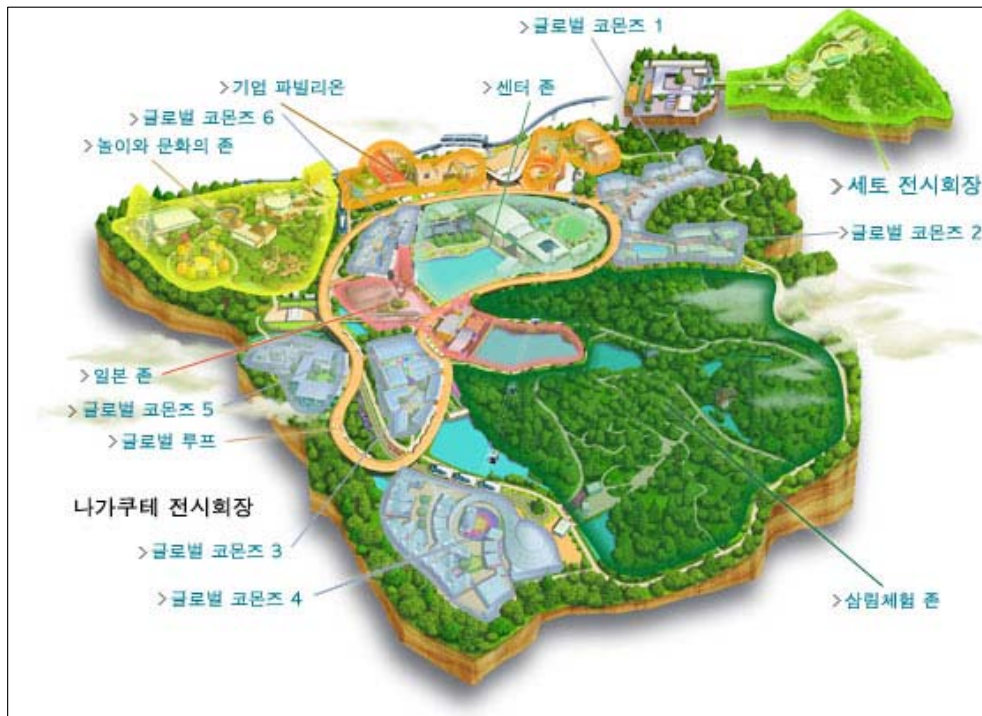 >글로벌 코몬즈 1
>기업 파빌리온
>센터 존
>글로벌 코몬즈 6
>놀이와 문화의 존
>세토 전시회장
>글로벌 코몬즈 2
>일본 존
>글로벌 코몬즈 5
>글로벌 루프
나가쿠테 전시회장
>글로벌 코몬즈 3
>글로벌 코몬즈 4
>삼림체험 존